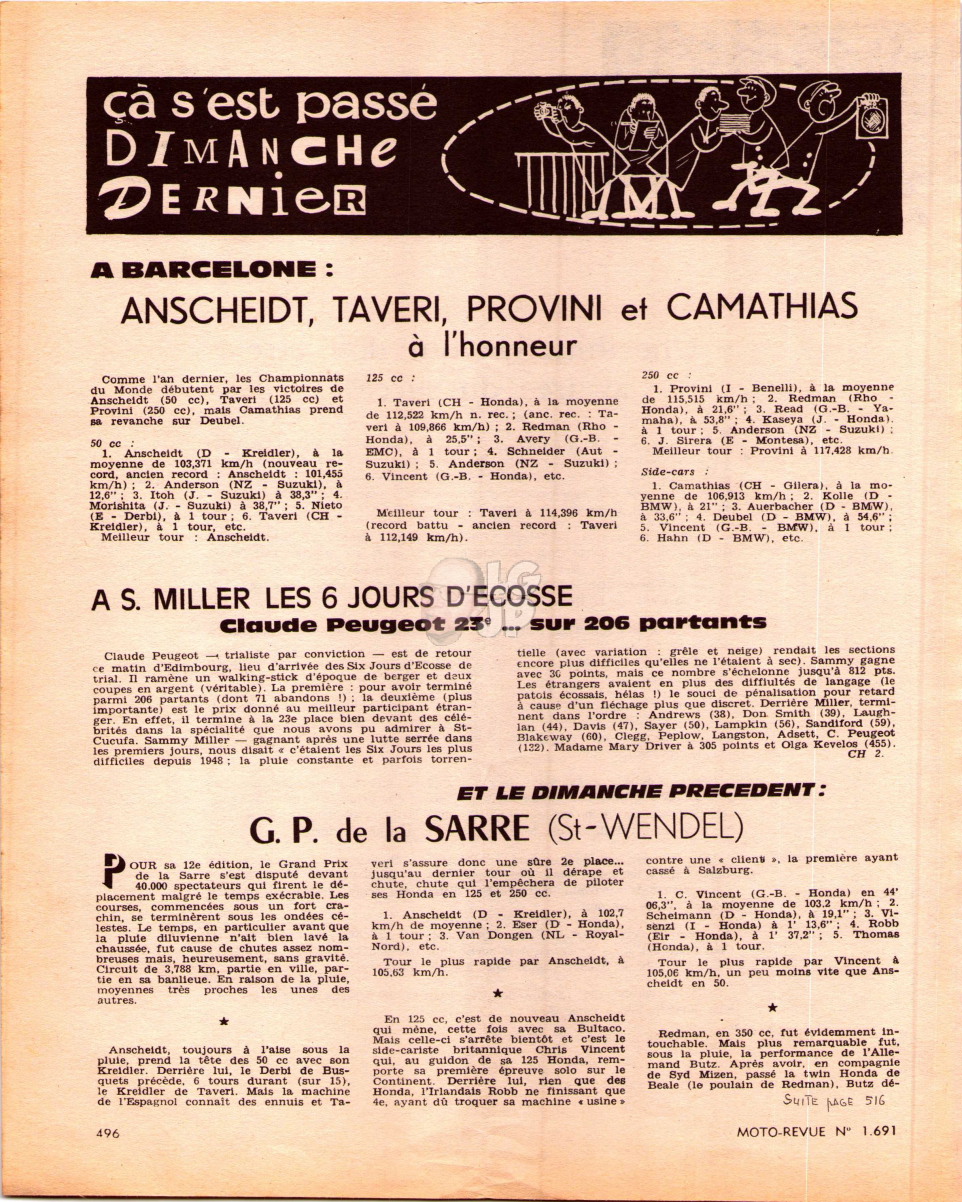 çà s'est passé
DIMANCHE
DERNIER
A BARCELONE :
ANSCHEIDT, TAVERI, PROVINI et CAMATHIAS
à l'honneur
Comme l'an dernier, les Championnats
du Monde débutent par les victoires de
Anscheidt (50 cc), Taveri (125 cc) et
Provini (250 cc), mais Camathias prend
sa revanche sur Deubel.
50 cc :
1. Anscheidt (D - Kreidler), à la
moyenne de 103,371 km/h (nouveau re-
cord, ancien record : Anscheidt : 101,455
km/h) ; 2. Anderson (NZ - Suzuki), à
12,6" ; 3. Itoh (J. - Suzuki) à 38,3" ; 4.
Morishita (J. - Suzuki) à 38,7" ; 5. Nieto
(E - Derbi), à 1 tour ; 6. Taveri (CH -
Kreidler), à 1 tour, etc.
Meilleur tour : Anscheidt.
125 cc :
1. Taveri (CH - Honda), à la moyenne
de 112,522 km/h n. rec. ; (anc. rec. : Ta-
veri à 109,866 km/h) ; 2. Redman (Rho -
Honda), à 25,5" ; 3. Avery (G.-B. -
EMC), à 1 tour ; 4. Schneider (Aut -
Suzuki) ; 5. Anderson (NZ - Suzuki) ;
6. Vincent (G.-B. - Honda), etc.
Meilleur tour : Taveri à 114,396 km/h
(record battu - ancien record : Taveri
à 112,149 km/h).
250 cc :
1. Provini (I - Benelli), à la moyenne
de 115,515 km/h ; 2. Redman (Rho -
Honda), à 21,6" ; 3. Read (G.-B. - Ya-
maha), à 53,8" ; 4. Kaseya (J. - Honda).
à 1 tour ; 5. Anderson (NZ - Suzuki) ;
6. J. Sirera (E - Montesa), etc.
Meilleur tour : Provini à 117,428 km/h.
Side-cars :
1. Camathias (CH - Gilera), à la mo-
yenne de 106,913 km/h ; 2. Kolle (D -
BMW), à 21" ; 3. Auerbacher (D - BMW),
à 33,6" ; 4. Deubel (D - BMW), à 54,6" ;
5. Vincent (G.-B. - BMW), à 1 tour ;
6. Hahn (D - BMW), etc.
BIG UP
A S. MILLER LES 6 JOURS D'ECOSSE
Claude Peugeot 23e ... sur 206 partants
Claude Peugeot — trialiste par conviction — est de retour
ce matin d'Edimbourg, lieu d'arrivée des Six Jours d'Ecosse de
trial. Il ramène un walking-stick d'époque de berger et deux
coupes en argent (véritable). La première : pour avoir terminé
parmi 206 partants (dont 71 abandons !) ; la deuxième (plus
importante) est le prix donné au meilleur participant étran-
ger. En effet, il termine à la 23e place bien devant des célé-
brités dans la spécialité que nous avons pu admirer à St-
Cucufa. Sammy Miller — gagnant après une lutte serrée dans
les premiers jours, nous disait « c'étaient les Six Jours les plus
difficiles depuis 1948 ; la pluie constante et parfois torren-
tielle (avec variation : grêle et neige) rendait les sections
encore plus difficiles qu'elles ne l'étaient à sec). Sammy gagne
avec 30 points, mais ce nombre s'échelonne jusqu'à 812 pts.
Les étrangers avaient en plus des diffiultés de langage (le
patois écossais, hélas !) le souci de pénalisation pour retard
à cause d'un fléchage plus que discret. Derrière Miller, termi-
nent dans l'ordre : Andrews (38), Don Smith (39), Laugh-
lan (44), Davis (47), Sayer (50), Lampkin (56), Sandiford (59),
Blakeway (60), Clegg, Peplow, Langston, Adsett, C. Peugeot
(122). Madame Mary Driver à 305 points et Olga Kevelos (455).
CH 2.
ET LE DIMANCHE PRECEDENT :
G. P. de la SARRE (St-WENDEL)
POUR sa 12e édition, le Grand Prix
de la Sarre s'est disputé devant
40.000 spectateurs qui firent le dé-
placement malgré le temps exécrable. Les
courses, commencées sous un fort cra-
chin, se terminèrent sous les ondées cé-
lestes. Le temps, en particulier avant que
la pluie diluvienne n'ait bien lavé la
chaussée, fut cause de chutes assez nom-
breuses mais, heureusement, sans gravité.
Circuit de 3,788 km, partie en ville, par-
tie en sa banlieue. En raison de la pluie,
moyennes très proches les unes des
autres.
★
Anscheidt, toujours à l'aise sous la
pluie, prend la tête des 50 cc avec son
Kreidler. Derrière lui, le Derbi de Bus-
quets précède, 6 tours durant (sur 15),
le Kreidler de Taveri. Mais la machine
de l'Espagnol connaît des ennuis et Ta-
veri s'assure donc une sûre 2e place...
jusqu'au dernier tour où il dérape et
chute, chute qui l'empêchera de piloter
ses Honda en 125 et 250 cc.
1. Anscheidt (D - Kreidler), à 102,7
km/h de moyenne ; 2. Eser (D - Honda),
à 1 tour ; 3. Van Dongen (NL - Royal-
Nord), etc.
Tour le plus rapide par Anscheidt, à
105,63 km/h.
★
En 125 cc, c'est de nouveau Anscheidt
qui mène, cette fois avec sa Bultaco.
Mais celle-ci s'arrête bientôt et c'est le
side-cariste britannique Chris Vincent
qui, au guidon de sa 125 Honda, rem-
porte sa première épreuve solo sur le
Continent. Derrière lui, rien que des
Honda, l'Irlandais Robb ne finissant que
4e, ayant dû troquer sa machine « usine »
contre une « client », la première ayant
cassé à Salzburg.
1. C. Vincent (G.-B. - Honda) en 44'
06,3", à la moyenne de 103,2 km/h ; 2.
Scheimann (D - Honda), à 19,1" ; 3. Vi-
senzi (I - Honda) à 1' 13,6" ; 4. Robb
(Eir - Honda), à 1' 37,2" ; 5. Thomas
(Honda), à 1 tour.
Tour le plus rapide par Vincent à
105,06 km/h, un peu moins vite que Ans-
cheidt en 50.
★
Redman, en 350 cc, fut évidemment in-
touchable. Mais plus remarquable fut,
sous la pluie, la performance de l'Alle-
mand Butz. Après avoir, en compagnie
de Syd Mizen, passé la twin Honda de
Beale (le poulain de Redman), Butz dé-
SUITE PAGE 516
496
MOTO-REVUE N° 1.691